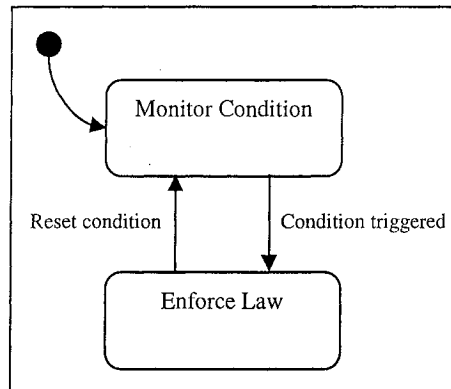 Monitor Condition
Reset condition
Condition triggered
Enforce Law